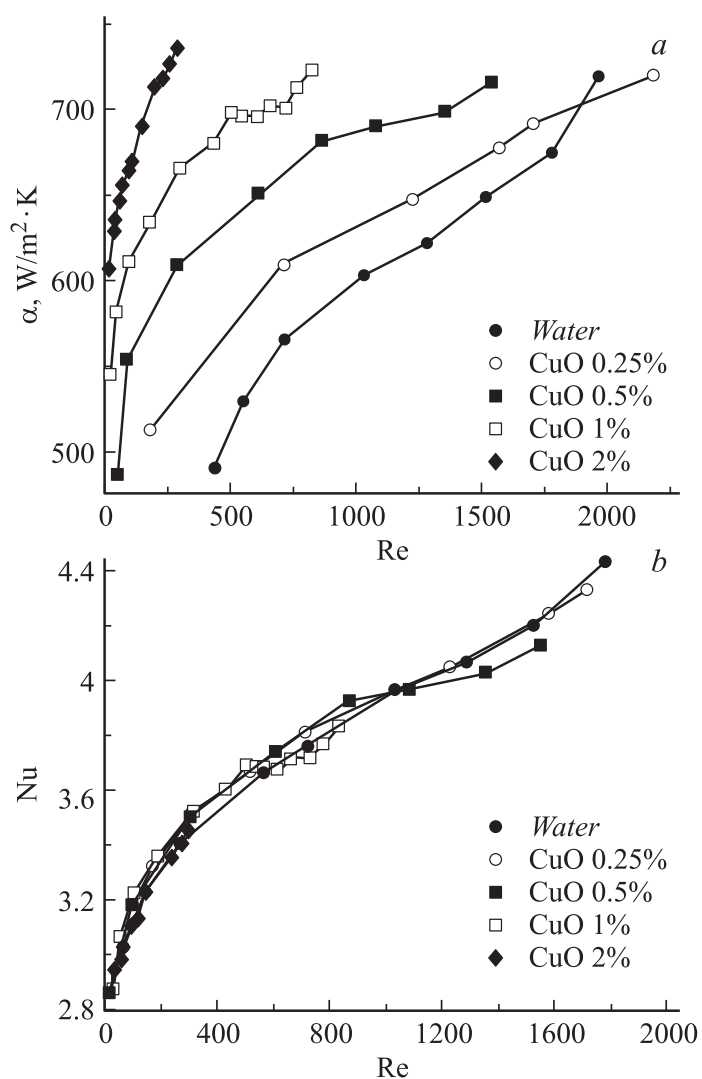 a
700
600
500
α, W/m²·K
Water
CuO 0.25%
CuO 0.5%
CuO 1%
CuO 2%
0 500 1000 1500 2000
Re
b
4.4
4
3.6
3.2
2.8
Nu
Water
CuO 0.25%
CuO 0.5%
CuO 1%
CuO 2%
0 400 800 1200 1600 2000
Re